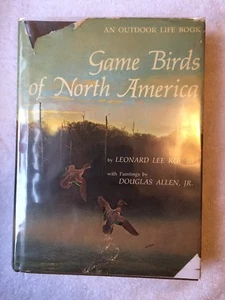 AN OUTDOOR LIFE BOOK
Game Birds
of North America
by LEONARD LEE
with Paintings by
DOUGLAS ALLEN, JR.